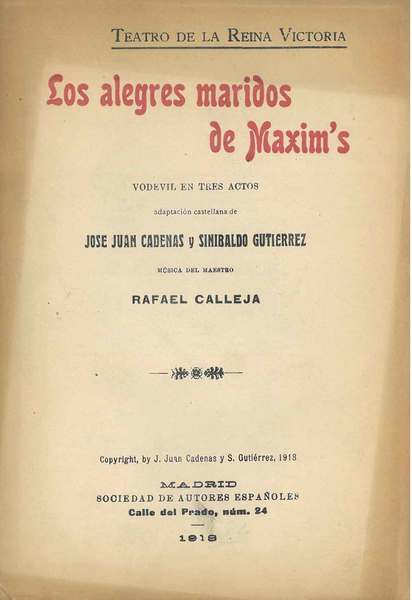 TEATRO DE LA REINA VICTORIA
Los alegres maridos
de Maxim's
VODEVIL EN TRES ACTOS
adaptación castellana de
JOSE JUAN CADENAS y SINIBALDO GUTIERREZ
MÚSICA DEL MAESTRO
RAFAEL CALLEJA
Copyright, by J. Juan Cadenas y S. Gutiérrez, 1918
MADRID
SOCIEDAD DE AUTORES ESPAÑOLES
Calle del Prado, núm. 24
1918